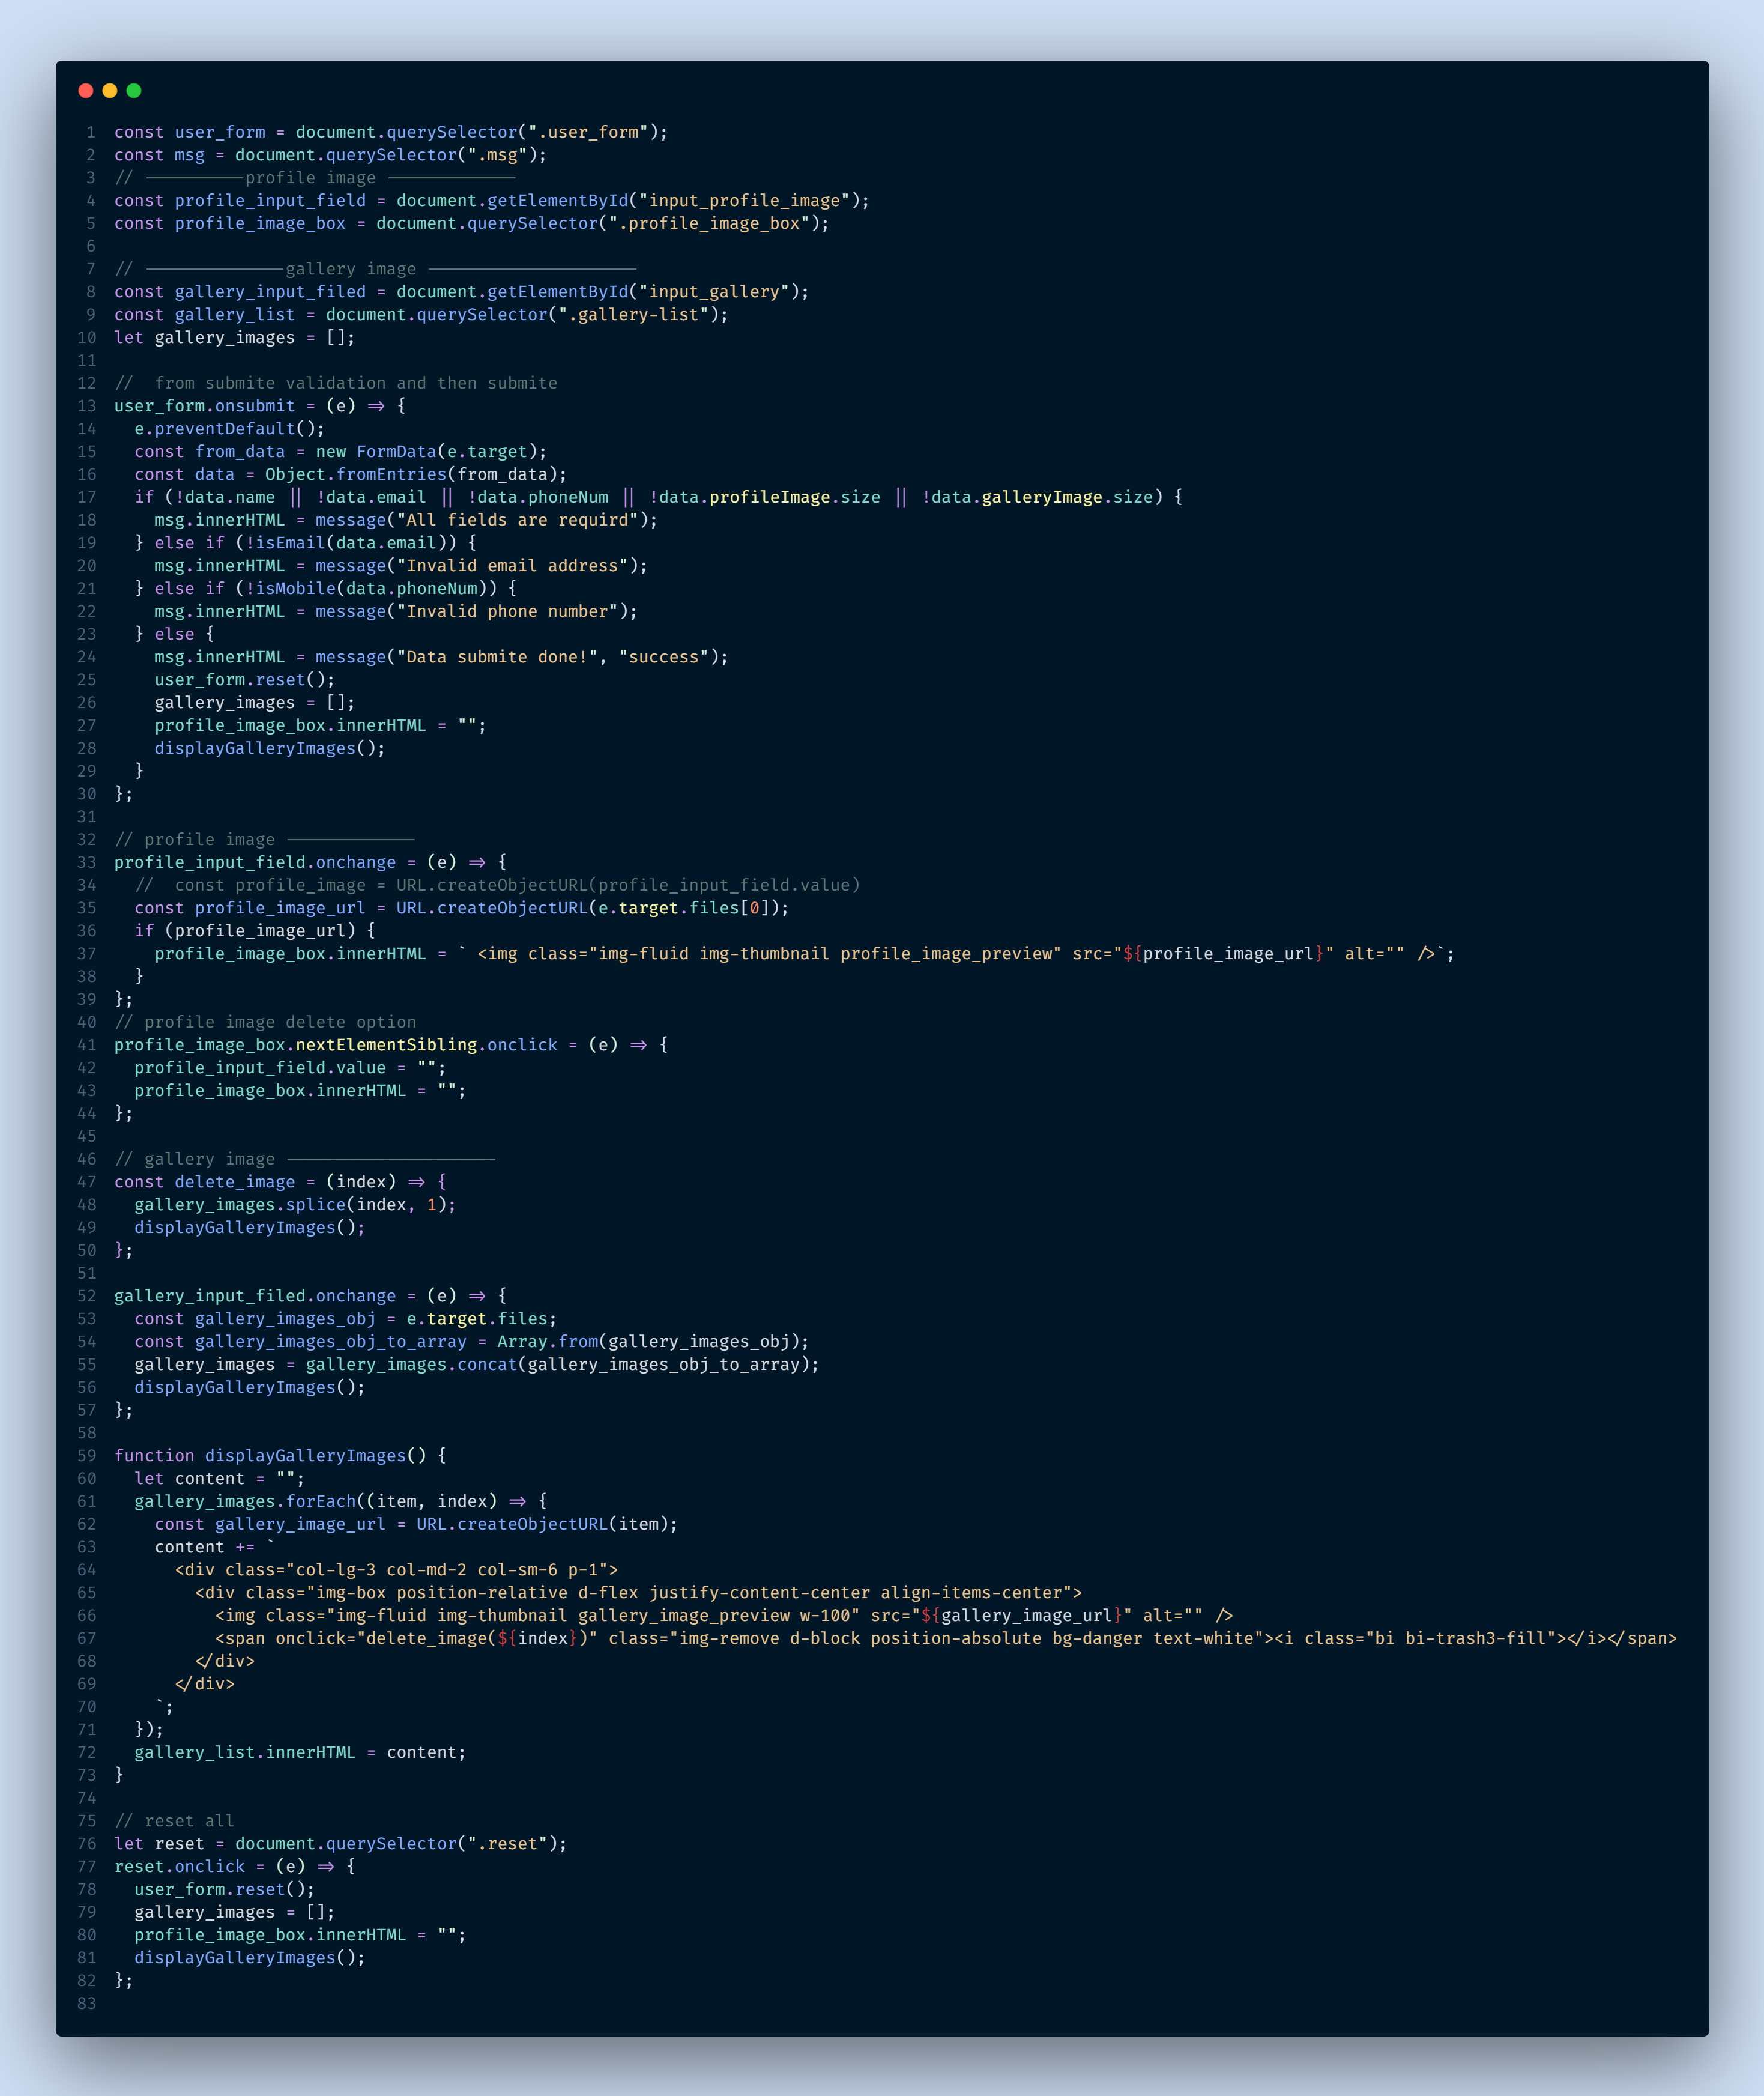 1 const user_form = document.querySelector(".user_form");
2 const msg = document.querySelector(".msg");
3 // ----------profile image -------------
4 const profile_input_field = document.getElementById("input_profile_image");
5 const profile_image_box = document.querySelector(".profile_image_box");
6
7 // --------------gallery image ---------------------
8 const gallery_input_filed = document.getElementById("input_gallery");
9 const gallery_list = document.querySelector(".gallery-list");
10 let gallery_images = [];
11
12 //  from submite validation and then submite
13 user_form.onsubmit = (e) => {
14   e.preventDefault();
15   const from_data = new FormData(e.target);
16   const data = Object.fromEntries(from_data);
17   if (!data.name || !data.email || !data.phoneNum || !data.profileImage.size || !data.galleryImage.size) {
18     msg.innerHTML = message("All fields are requird");
19   } else if (!isEmail(data.email)) {
20     msg.innerHTML = message("Invalid email address");
21   } else if (!isMobile(data.phoneNum)) {
22     msg.innerHTML = message("Invalid phone number");
23   } else {
24     msg.innerHTML = message("Data submite done!", "success");
25     user_form.reset();
26     gallery_images = [];
27     profile_image_box.innerHTML = "";
28     displayGalleryImages();
29   }
30 };
31
32 // profile image -------------
33 profile_input_field.onchange = (e) => {
34   //  const profile_image = URL.createObjectURL(profile_input_field.value)
35   const profile_image_url = URL.createObjectURL(e.target.files[0]);
36   if (profile_image_url) {
37     profile_image_box.innerHTML = ` <img class="img-fluid img-thumbnail profile_image_preview" src="${profile_image_url}" alt="" />`;
38   }
39 };
40 // profile image delete option
41 profile_image_box.nextElementSibling.onclick = (e) => {
42   profile_input_field.value = "";
43   profile_image_box.innerHTML = "";
44 };
45
46 // gallery image ---------------------
47 const delete_image = (index) => {
48   gallery_images.splice(index, 1);
49   displayGalleryImages();
50 };
51
52 gallery_input_filed.onchange = (e) => {
53   const gallery_images_obj = e.target.files;
54   const gallery_images_obj_to_array = Array.from(gallery_images_obj);
55   gallery_images = gallery_images.concat(gallery_images_obj_to_array);
56   displayGalleryImages();
57 };
58
59 function displayGalleryImages() {
60   let content = "";
61   gallery_images.forEach((item, index) => {
62     const gallery_image_url = URL.createObjectURL(item);
63     content += `
64       <div class="col-lg-3 col-md-2 col-sm-6 p-1">
65         <div class="img-box position-relative d-flex justify-content-center align-items-center">
66           <img class="img-fluid img-thumbnail gallery_image_preview w-100" src="${gallery_image_url}" alt="" />
67           <span onclick="delete_image(${index})" class="img-remove d-block position-absolute bg-danger text-white"><i class="bi bi-trash3-fill"></i></span>
68         </div>
69       </div>
70     `;
71   });
72   gallery_list.innerHTML = content;
73 }
74
75 // reset all
76 let reset = document.querySelector(".reset");
77 reset.onclick = (e) => {
78   user_form.reset();
79   gallery_images = [];
80   profile_image_box.innerHTML = "";
81   displayGalleryImages();
82 };
83